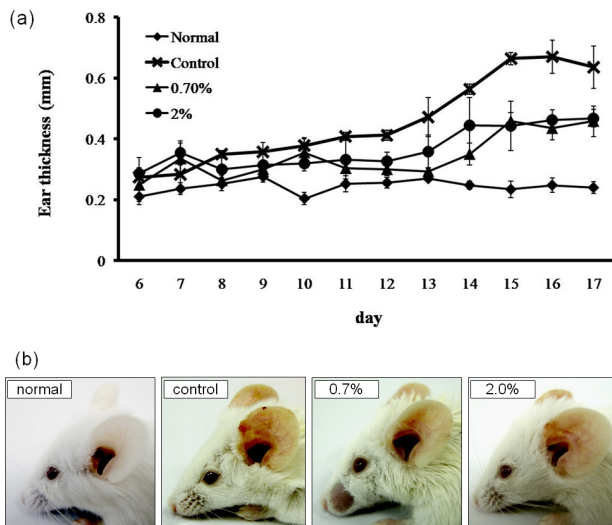 (a)
Normal
Control
0.70%
2%
Ear thickness (mm)
0.8
0.6
0.4
0.2
0
6 7 8 9 10 11 12 13 14 15 16 17
day
(b)
normal
control
0.7%
2.0%